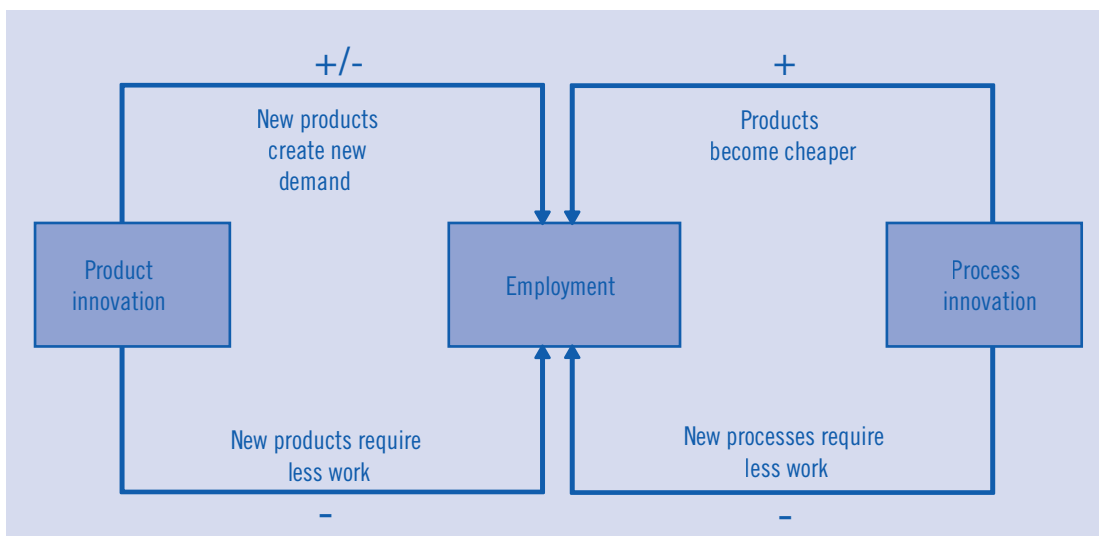 +/-
New products
create new
demand
+
Products
become cheaper
Product
innovation
Employment
Process
innovation
New products require
less work
-
New processes require
less work
-